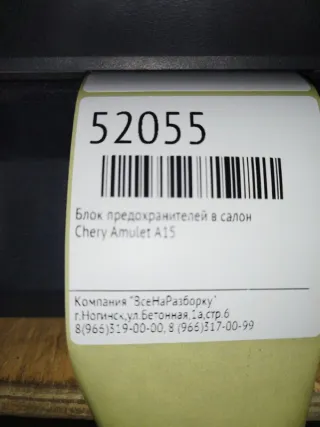 52055
Блок предохранителей в салон
Chery Amulet A15
Компания "ВсеНаРазборку"
г.Ногинск,ул.Бетонная,1а,стр.6
8(966)319-00-00, 8 (966)317-00-99